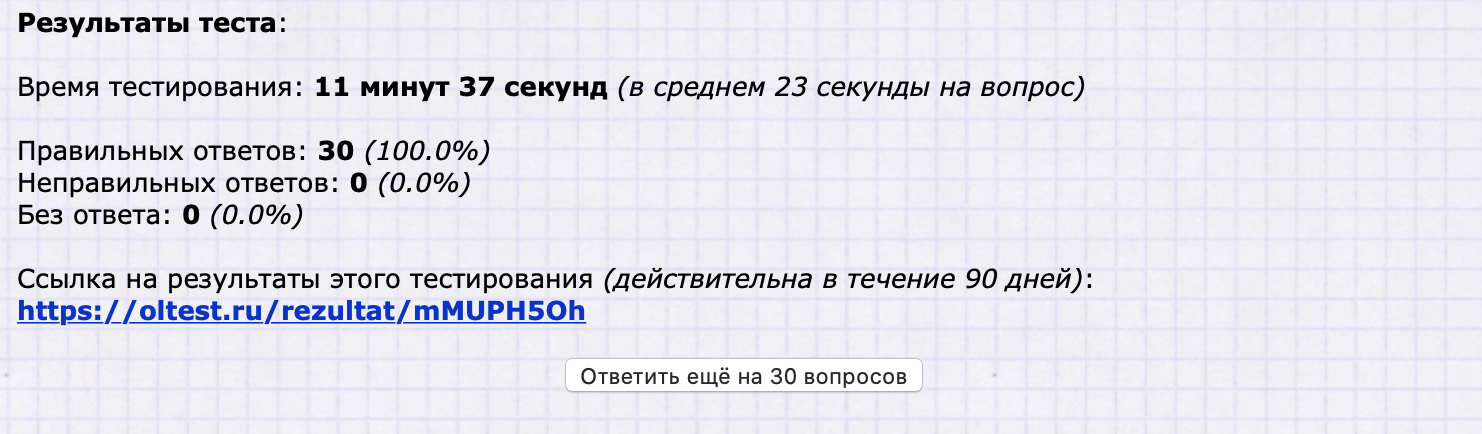 Результаты теста:
Время тестирования: 11 минут 37 секунд (в среднем 23 секунды на вопрос)
Правильных ответов: 30 (100.0%)
Неправильных ответов: 0 (0.0%)
Без ответа: 0 (0.0%)
Ссылка на результаты этого тестирования (действительна в течение 90 дней):
https://oltest.ru/rezultat/mMUPH5Oh
Ответить ещё на 30 вопросов